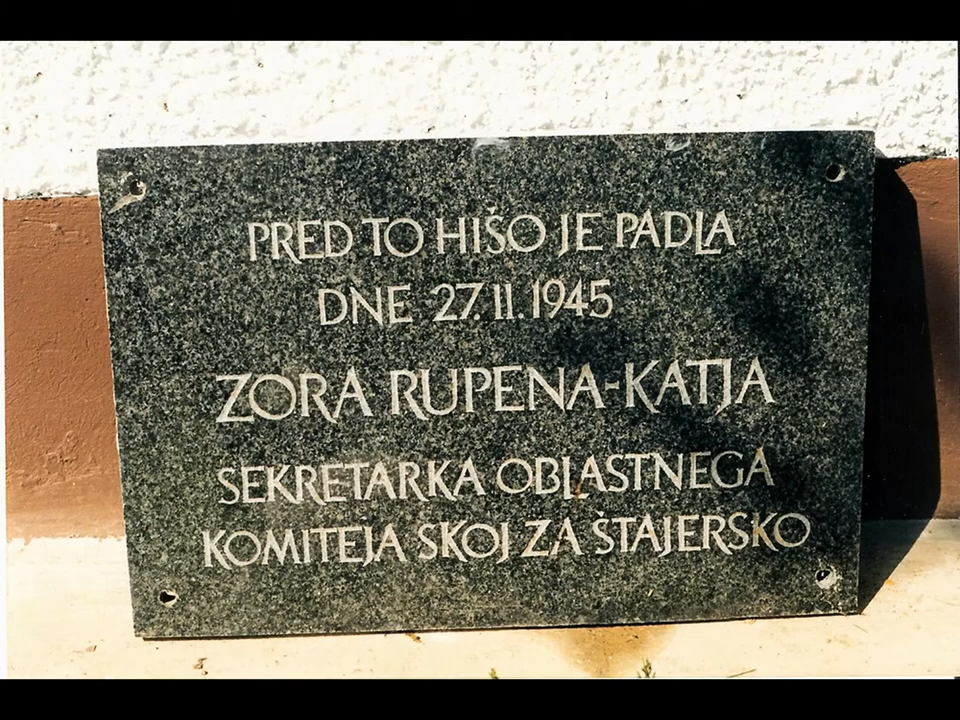 PRED TO HIŠO JE PADLA
DNE 27.11.1945
ZORA RUPENA-KATJA
SEKRETARKA OBLASTNEGA
KOMITEJA SKOJ ZA ŠTAJERSKO